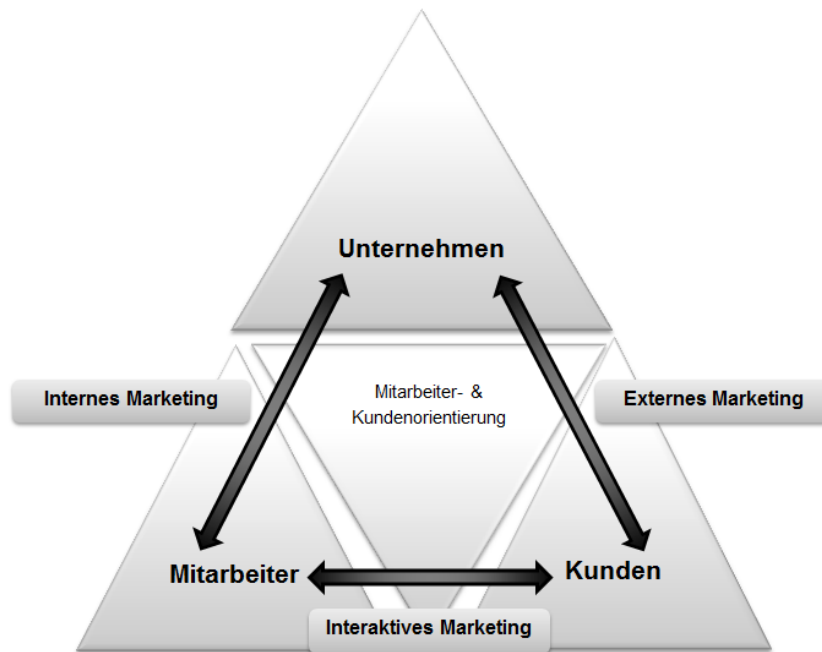 Unternehmen
Internes Marketing
Mitarbeiter- &
Kundenorientierung
Externes Marketing
Mitarbeiter
Kunden
Interaktives Marketing